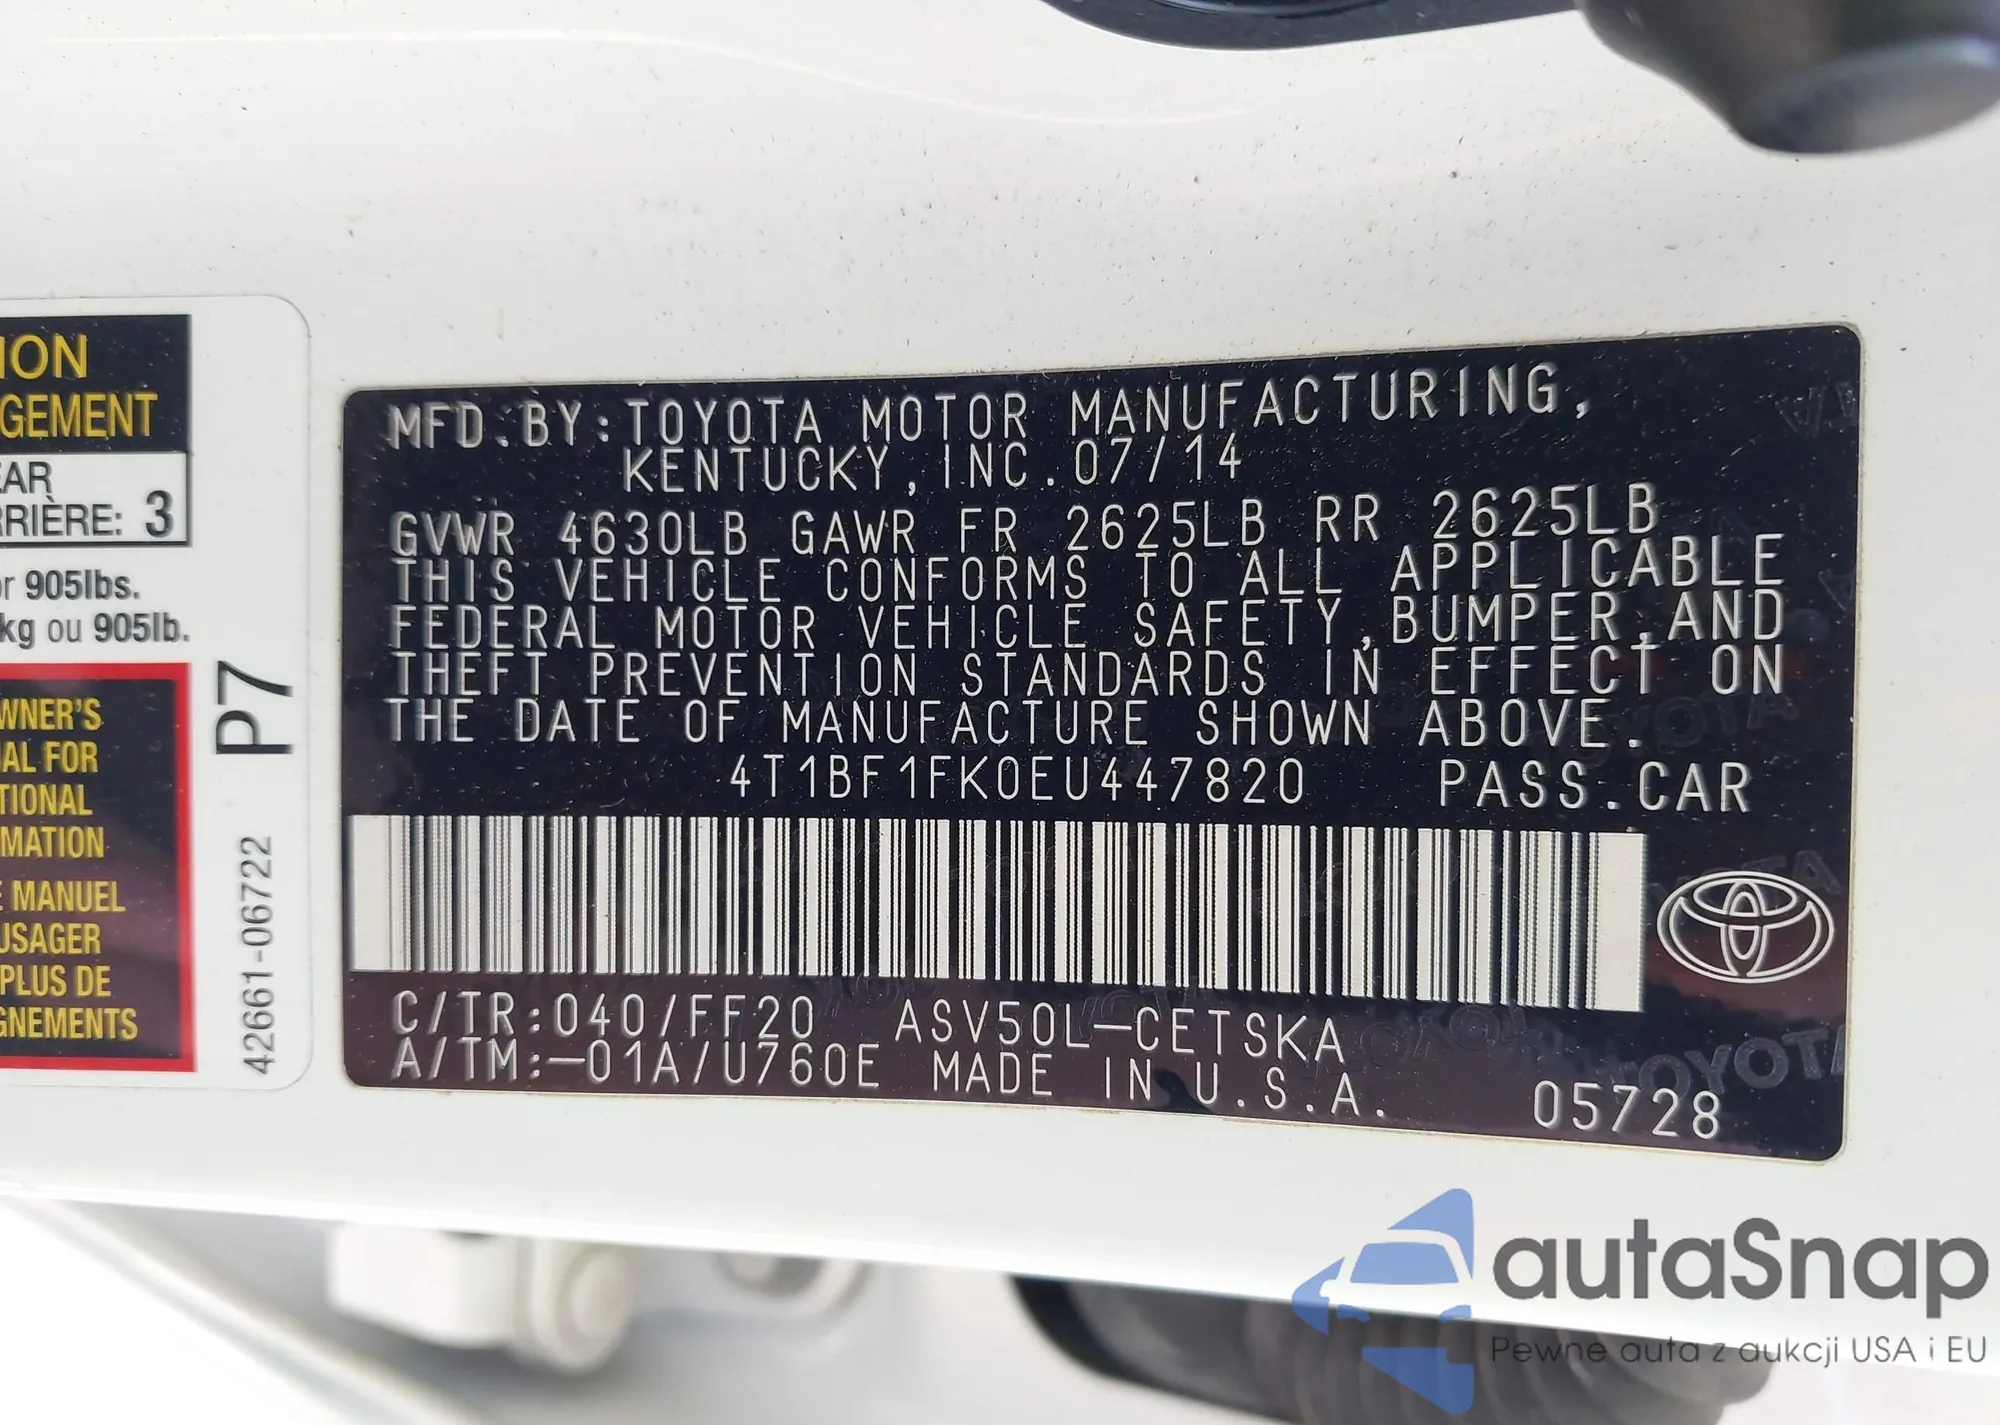 ION
GEMENT
EAR
RRIÈRE: 3
or 905lbs.
kg ou 905lb.
WNER'S
AL FOR
TIONAL
MATION
E MANUEL
USAGER
PLUS DE
GNEMENTS
P7
42661-06722
MFD.BY:TOYOTA MOTOR MANUFACTURING,
KENTUCKY,INC.07/14
GVWR 4630LB GAWR FR 2625LB RR 2625LB
THIS VEHICLE CONFORMS TO ALL APPLICABLE
FEDERAL MOTOR VEHICLE SAFETY,BUMPER,AND
THEFT PREVENTION STANDARDS IN EFFECT ON
THE DATE OF MANUFACTURE SHOWN ABOVE.
4T1BF1FK0EU447820 PASS.CAR
C/TR:040/FF20 ASV50L-CETSKA
A/TM:-01A/U760E MADE IN U.S.A.
05728
TOYOTA
autaSnap
Pewne auta z aukcji USA i EU